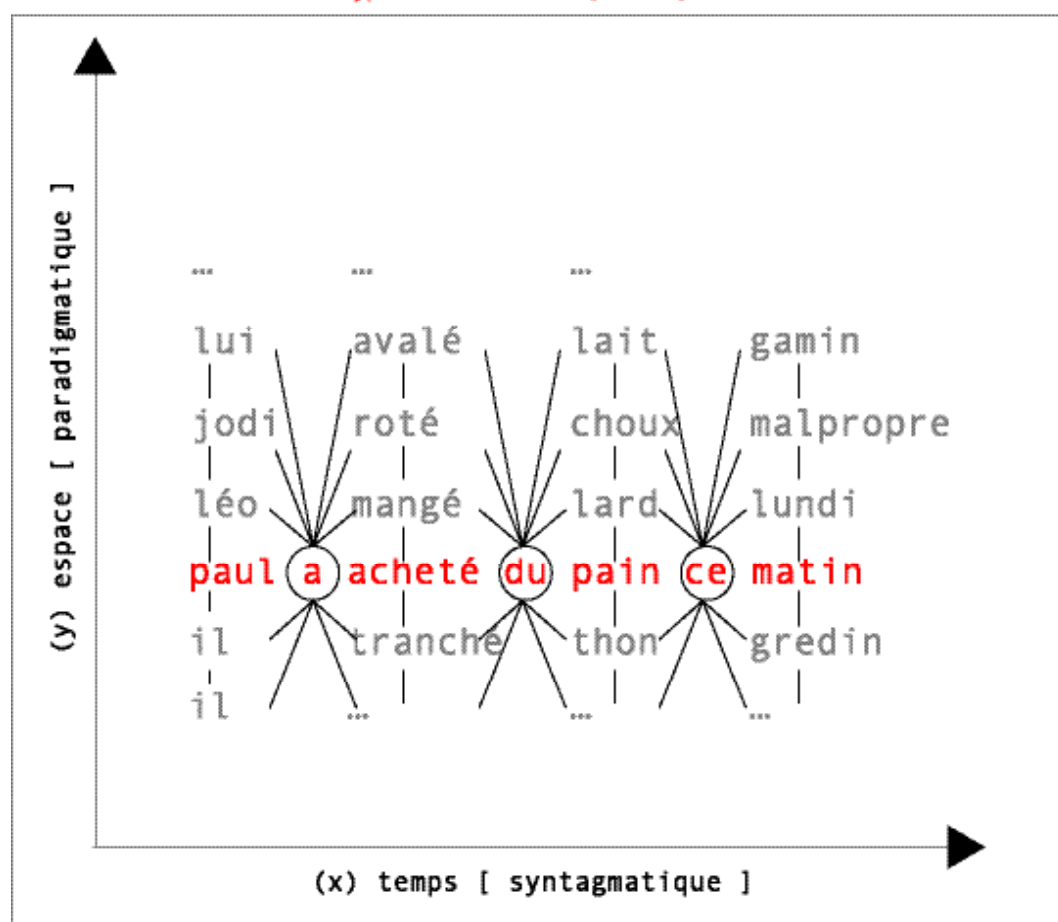 (y) espace [ parapigmatique ]
... ... ...
lui avalé lait gamin
jodi roté choux malpropre
léo mangé lard lundi
paul a acheté du pain ce matin
il tranché thon gredin
il ... ... ...
(x) temps [ syntagmatique ]